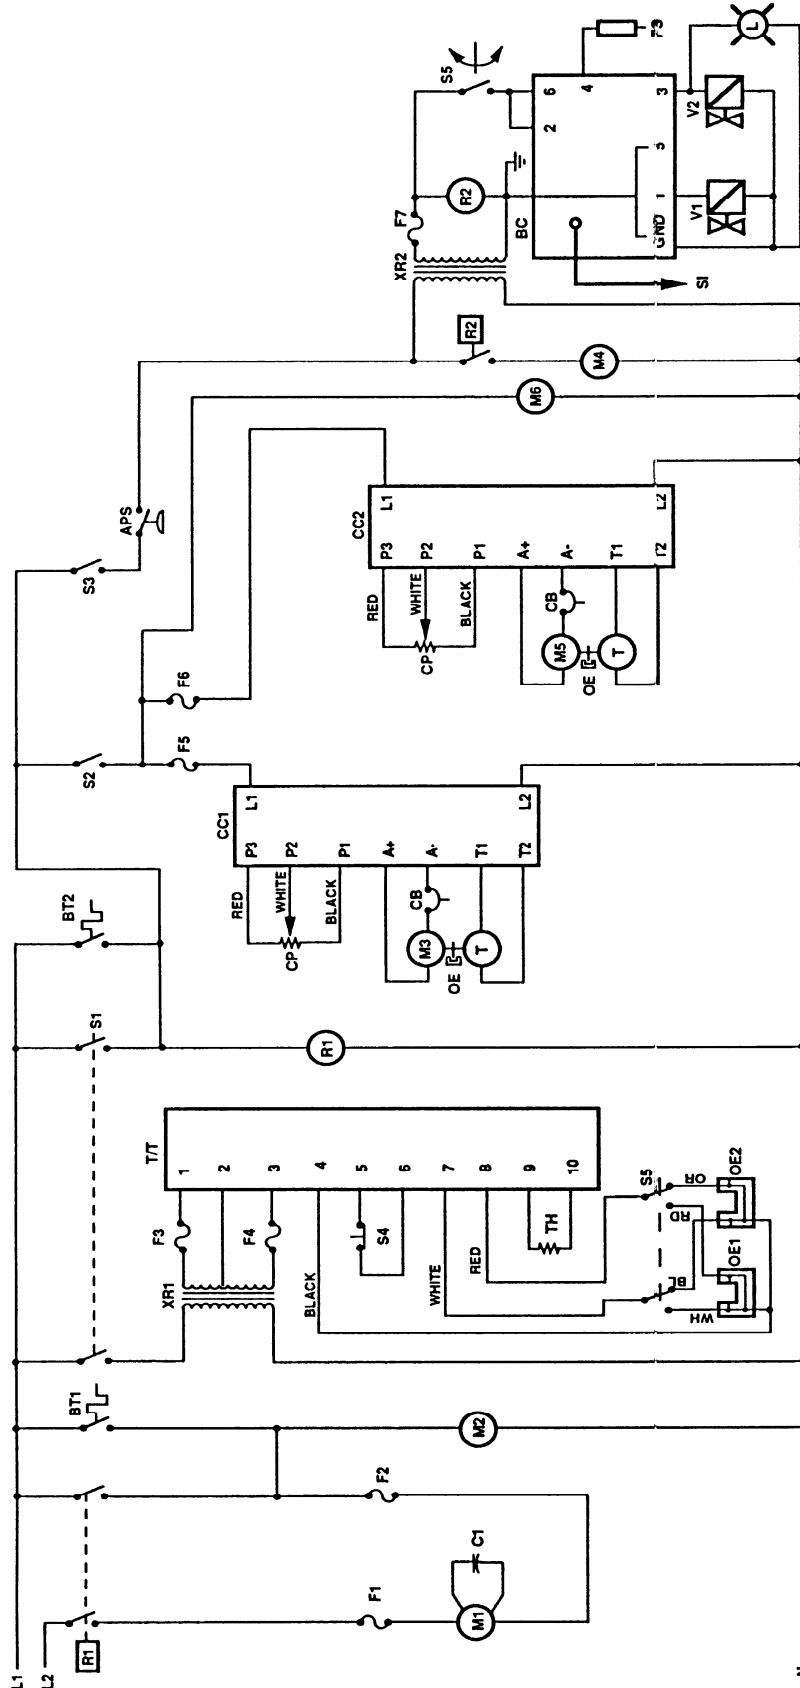 L1
L2
R1
F1
M1
C1
F2
BT1
M2
S1
XR1
F3
F4
T/T
1
2
3
4
5
6
7
8
9
10
BLACK
S4
WHITE
RED
TH
S5
WH
BL
RD
OR
OE1
OE2
R1
BT2
S2
F5
F6
CC1
L1
L2
P3
P2
P1
A+
A-
T1
T2
RED
WHITE
BLACK
CP
CB
M3
OE
T
S3
APS
CC2
L1
L2
P3
P2
P1
A+
A-
T1
T2
RED
WHITE
BLACK
CP
CB
M5
OE
T
M6
R2
M4
XR2
F7
R2
S5
BC
2
6
4
GND
1
5
3
SI
V1
V2
L